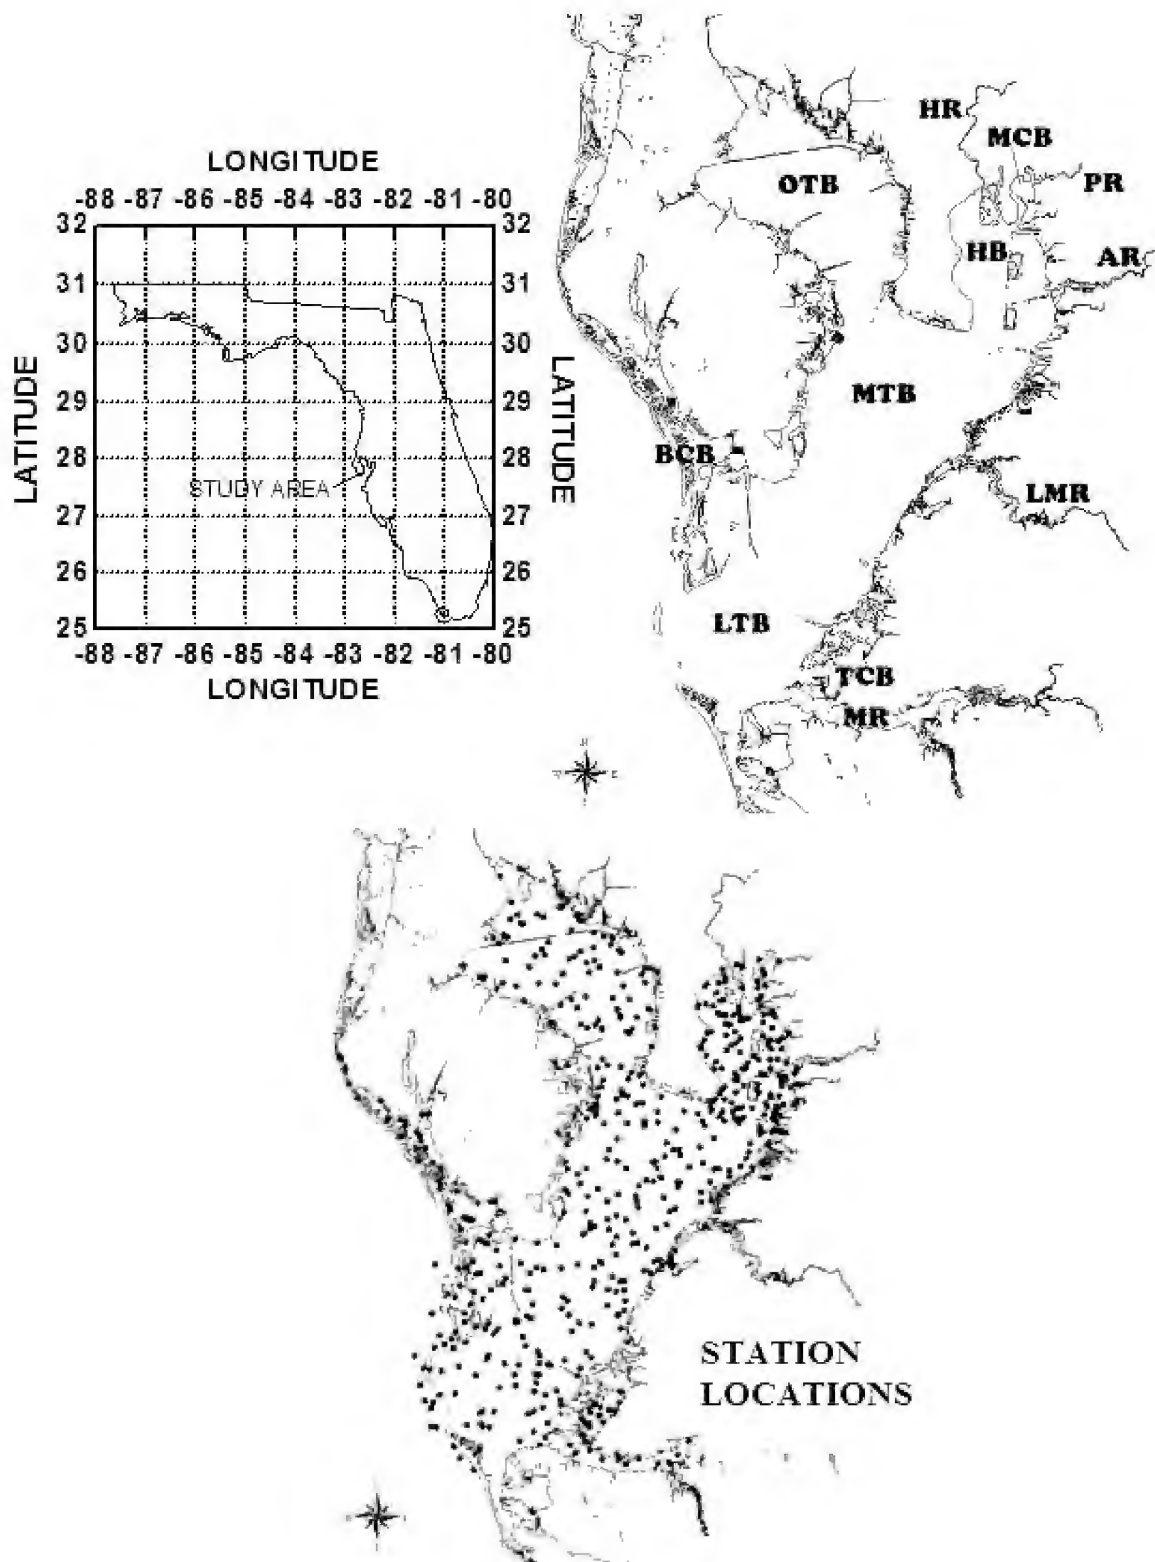 LONGITUDE
-88 -87 -86 -85 -84 -83 -82 -81 -80
32 32
31 31
30 30
29 29
28 28
27 27
26 26
25 25
-88 -87 -86 -85 -84 -83 -82 -81 -80
LONGITUDE
LATITUDE
LATITUDE
STUDY AREA
HR
MCB
OTB
PR
HB
AR
MTB
BCB
LMR
LTB
TCB
MR
STATION
LOCATIONS